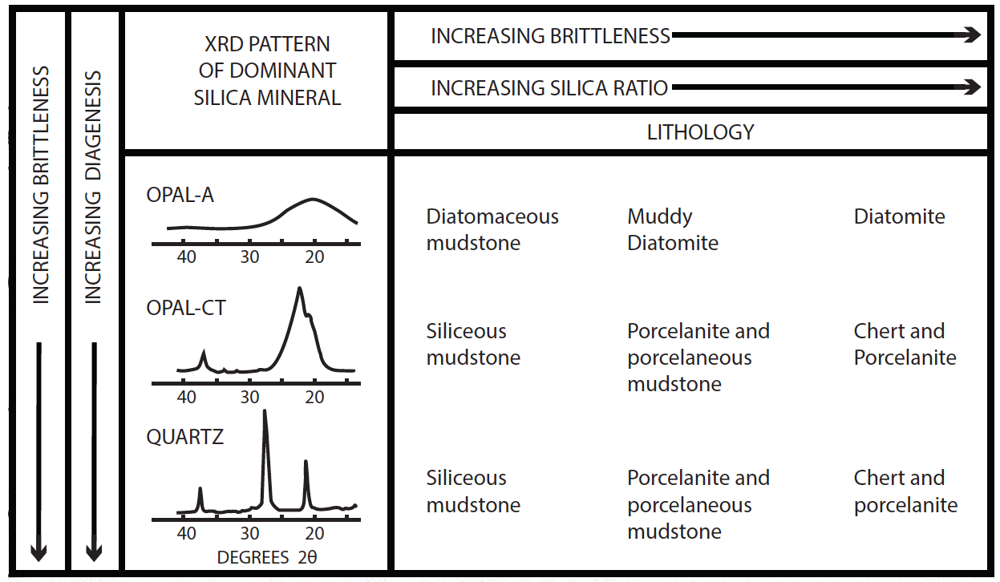 INCREASING BRITTLENESS
INCREASING DIAGENESIS
XRD PATTERN
OF DOMINANT
SILICA MINERAL
INCREASING BRITTLENESS
INCREASING SILICA RATIO
LITHOLOGY
OPAL-A
40 30 20
Diatomaceous
mudstone
Muddy
Diatomite
Diatomite
OPAL-CT
40 30 20
Siliceous
mudstone
Porcelanite and
porcelaneous
mudstone
Chert and
Porcelanite
QUARTZ
40 30 20
DEGREES 2θ
Siliceous
mudstone
Porcelanite and
porcelaneous
mudstone
Chert and
porcelanite